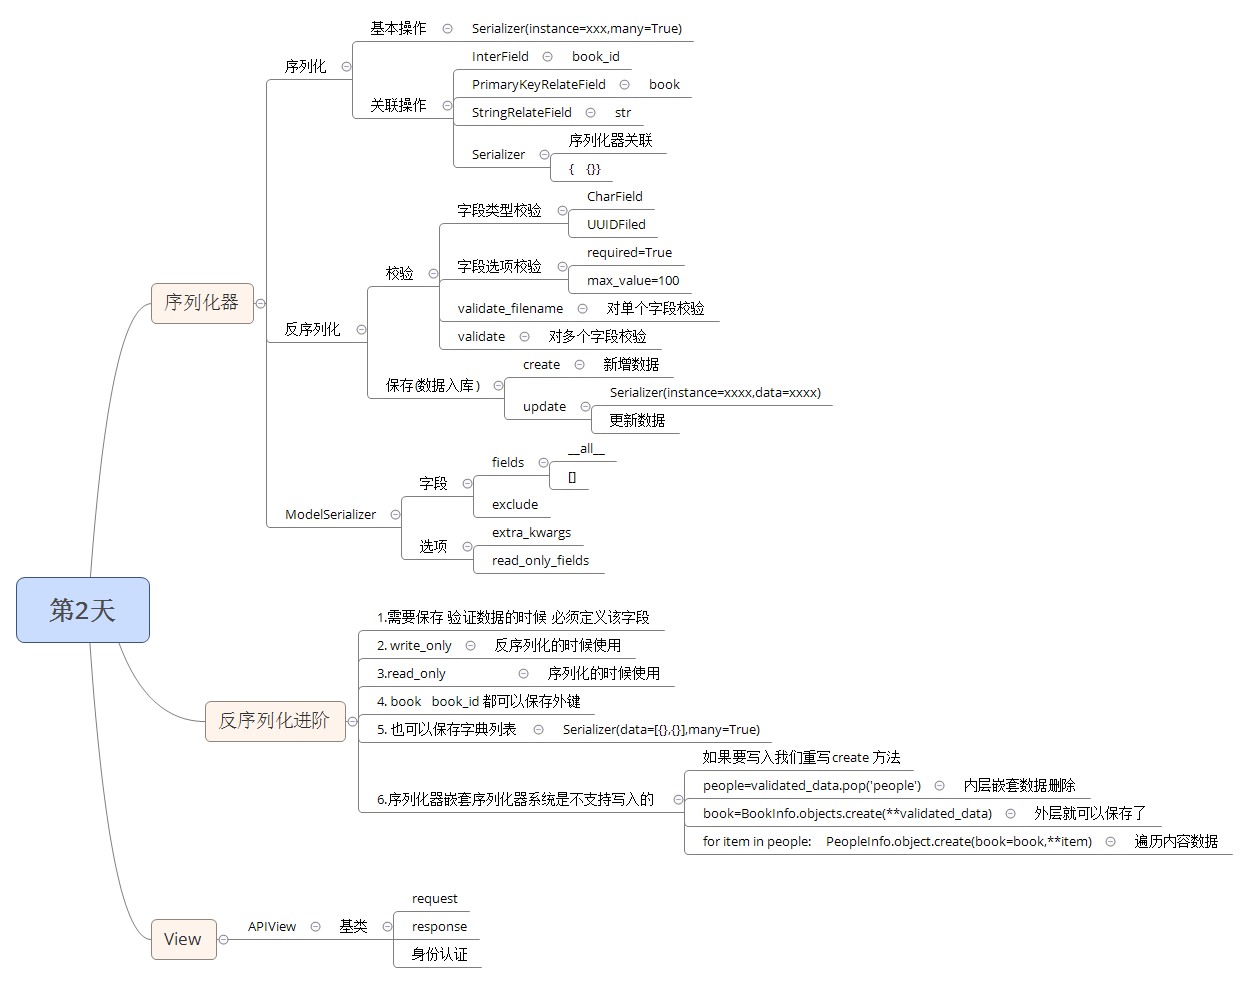 第2天
序列化器
序列化
基本操作
Serializer(instance=xxx,many=True)
关联操作
InterField
book_id
PrimaryKeyRelateField
book
StringRelateField
str
Serializer
序列化器关联
{ {}}
反序列化
校验
字段类型校验
CharField
UUIDFiled
字段选项校验
required=True
max_value=100
validate_filename
对单个字段校验
validate
对多个字段校验
保存(数据入库)
create
新增数据
update
Serializer(instance=xxxx,data=xxxx)
更新数据
ModelSerializer
字段
fields
__all__
[]
exclude
选项
extra_kwargs
read_only_fields
反序列化进阶
1.需要保存 验证数据的时候 必须定义该字段
2. write_only
反序列化的时候使用
3.read_only
序列化的时候使用
4. book book_id 都可以保存外键
5. 也可以保存字典列表
Serializer(data=[{},{}],many=True)
6.序列化器嵌套序列化器系统是不支持写入的
如果要写入我们重写create 方法
people=validated_data.pop('people')
内层嵌套数据删除
book=BookInfo.objects.create(**validated_data)
外层就可以保存了
for item in people: PeopleInfo.object.create(book=book,**item)
遍历内容数据
View
APIView
基类
request
response
身份认证